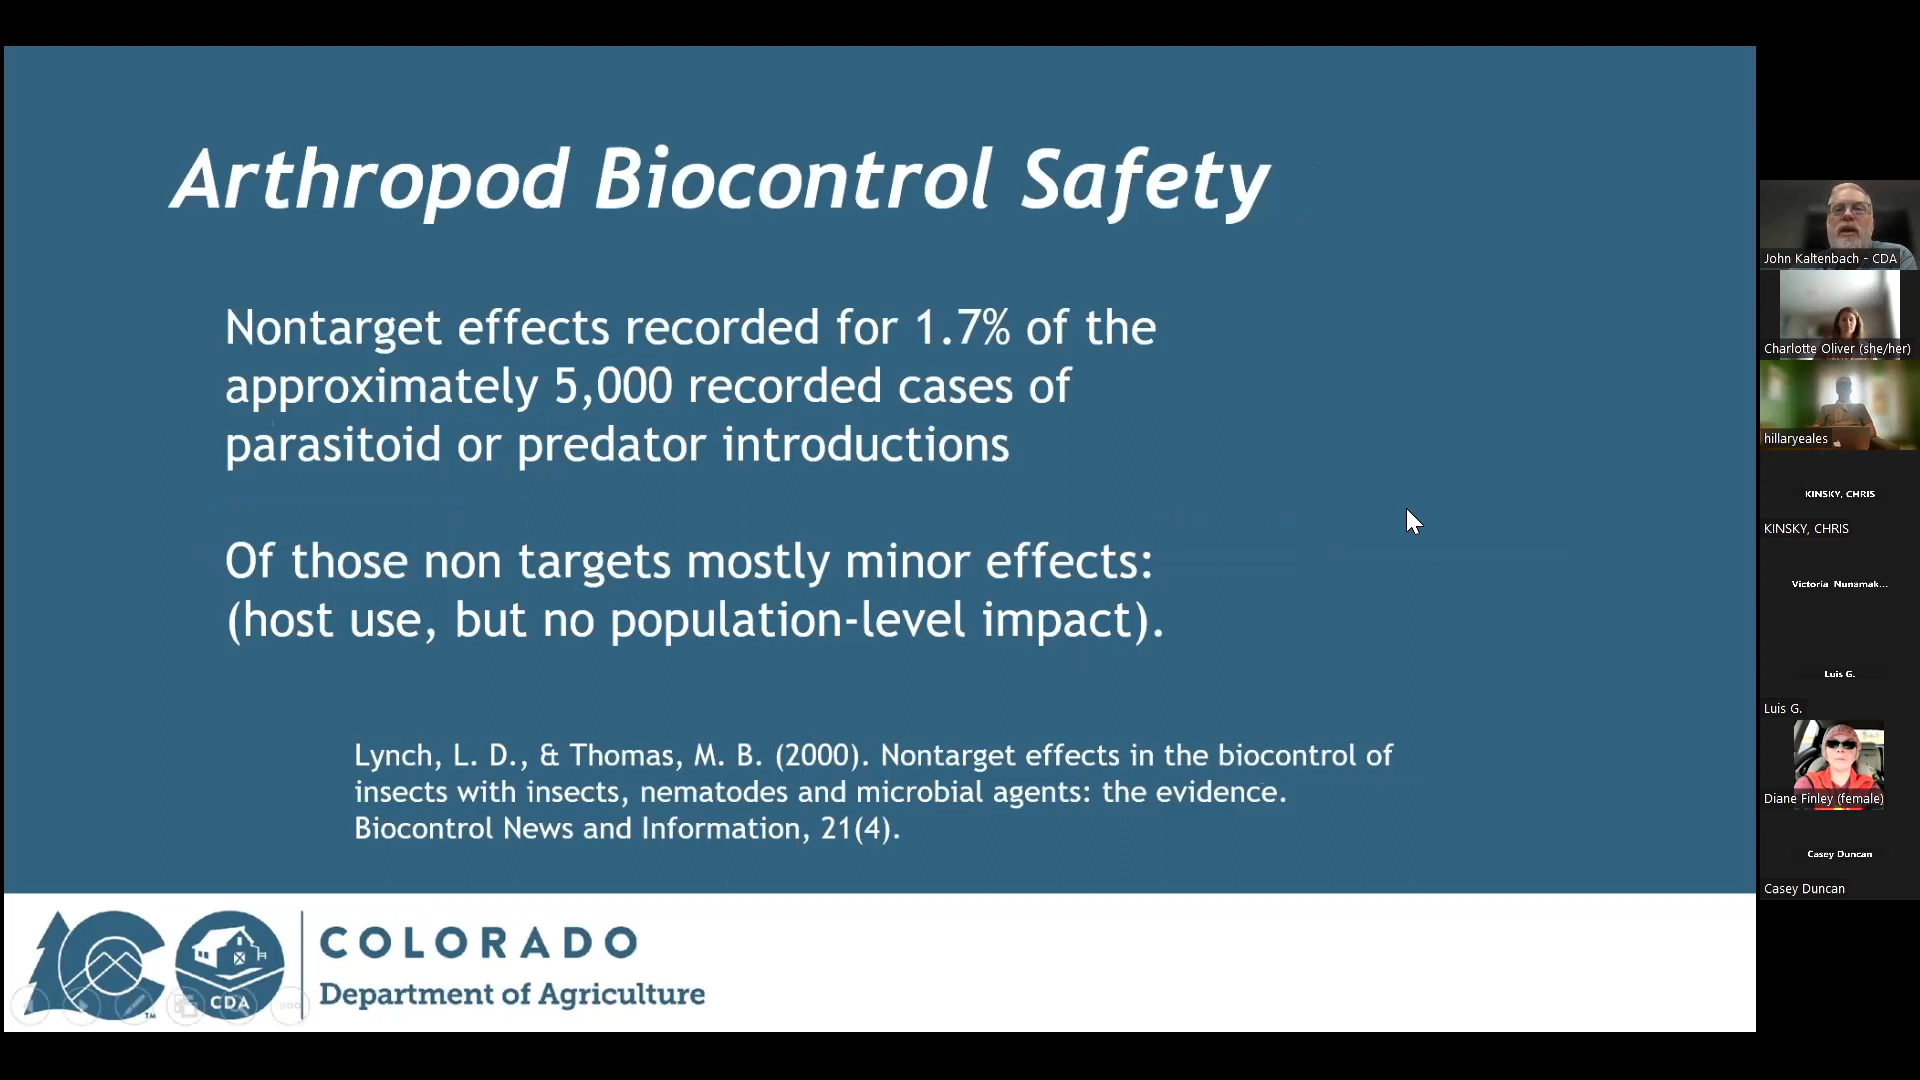 Arthropod Biocontrol Safety
Nontarget effects recorded for 1.7% of the
approximately 5,000 recorded cases of
parasitoid or predator introductions
Of those non targets mostly minor effects:
(host use, but no population-level impact).
Lynch, L. D., & Thomas, M. B. (2000). Nontarget effects in the biocontrol of
insects with insects, nematodes and microbial agents: the evidence.
Biocontrol News and Information, 21(4).
CDA
TM
COLORADO
Department of Agriculture
John Kaltenbach - CDA
Charlotte Oliver (she/her)
hillaryeales
KINSKY, CHRIS
KINSKY, CHRIS
Victoria Nunamak...
Luis G.
Luis G.
Diane Finley (female)
Casey Duncan
Casey Duncan